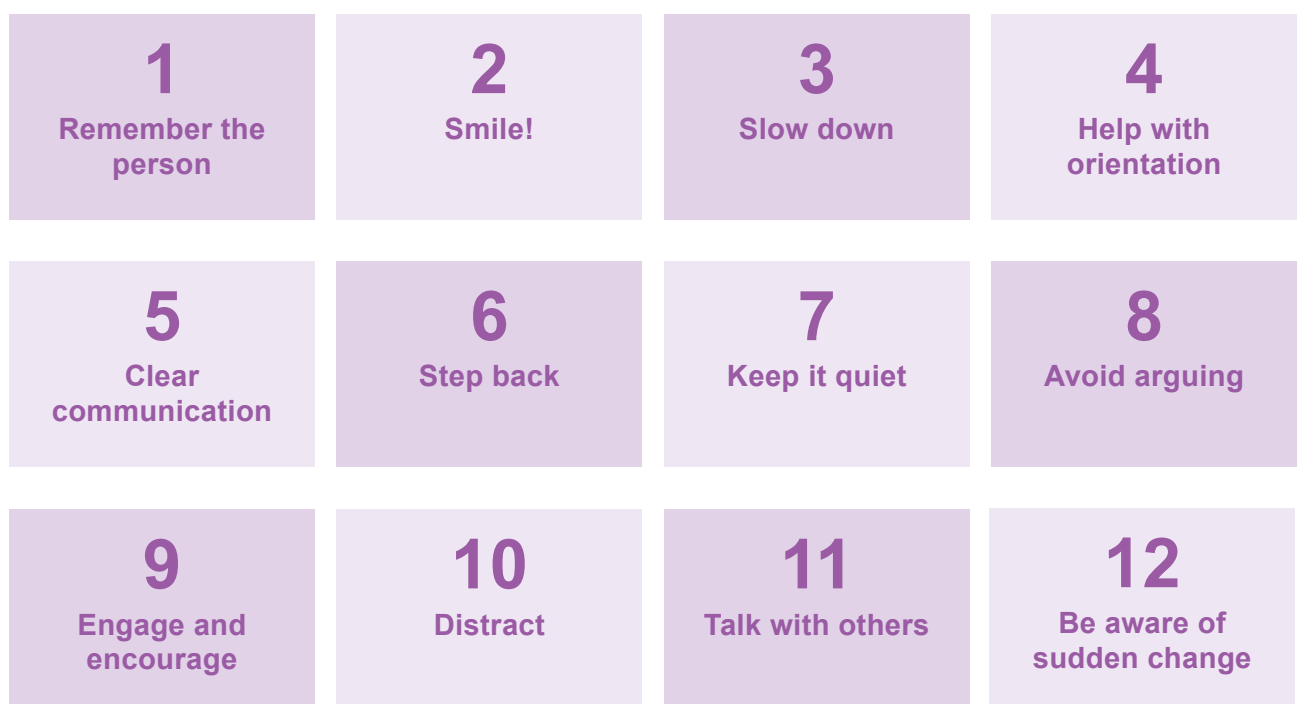 1
Remember the
person
2
Smile!
3
Slow down
4
Help with
orientation
5
Clear
communication
6
Step back
7
Keep it quiet
8
Avoid arguing
9
Engage and
encourage
10
Distract
11
Talk with others
12
Be aware of
sudden change